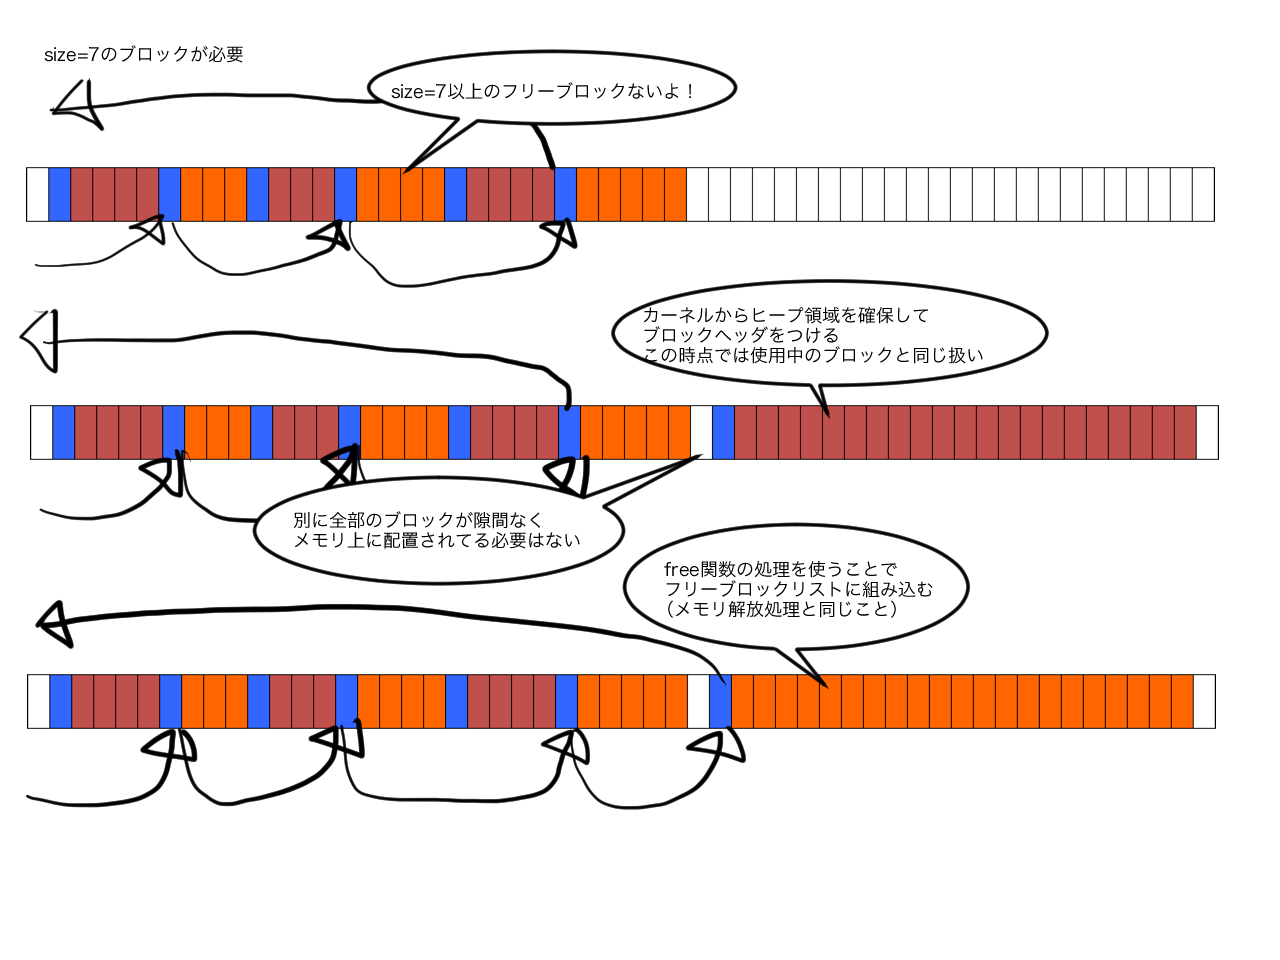 size=7のブロックが必要
size=7以上のフリーブロックないよ！
カーネルからヒープ領域を確保して
ブロックヘッダをつける
この時点では使用中のブロックと同じ扱い
別に全部のブロックが隙間なく
メモリ上に配置されてる必要はない
free関数の処理を使うことで
フリーブロックリストに組み込む
（メモリ解放処理と同じこと）